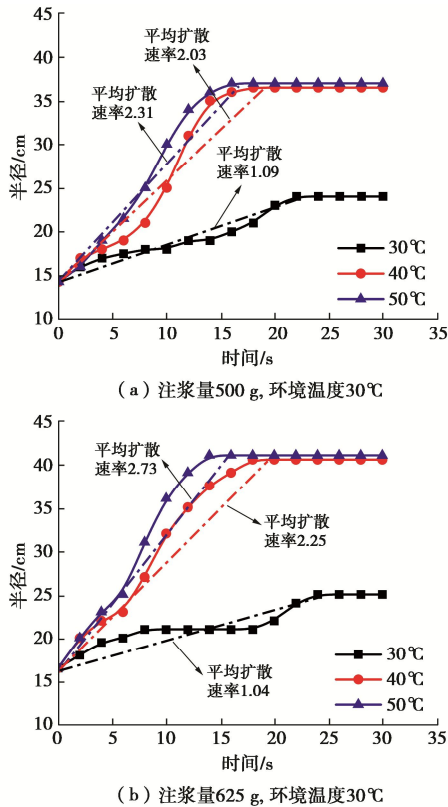 40
35
30
25
20
15
10
半径/cm
平均扩散
速率2.03
平均扩散
速率2.31
平均扩散
速率1.09
30℃
40℃
50℃
0 5 10 15 20 25 30 35
时间/s
(a) 注浆量500 g, 环境温度30℃
45
40
35
30
25
20
15
10
半径/cm
平均扩散
速率2.73
平均扩散
速率2.25
平均扩散
速率1.04
30℃
40℃
50℃
0 5 10 15 20 25 30 35
时间/s
(b) 注浆量625 g, 环境温度30℃